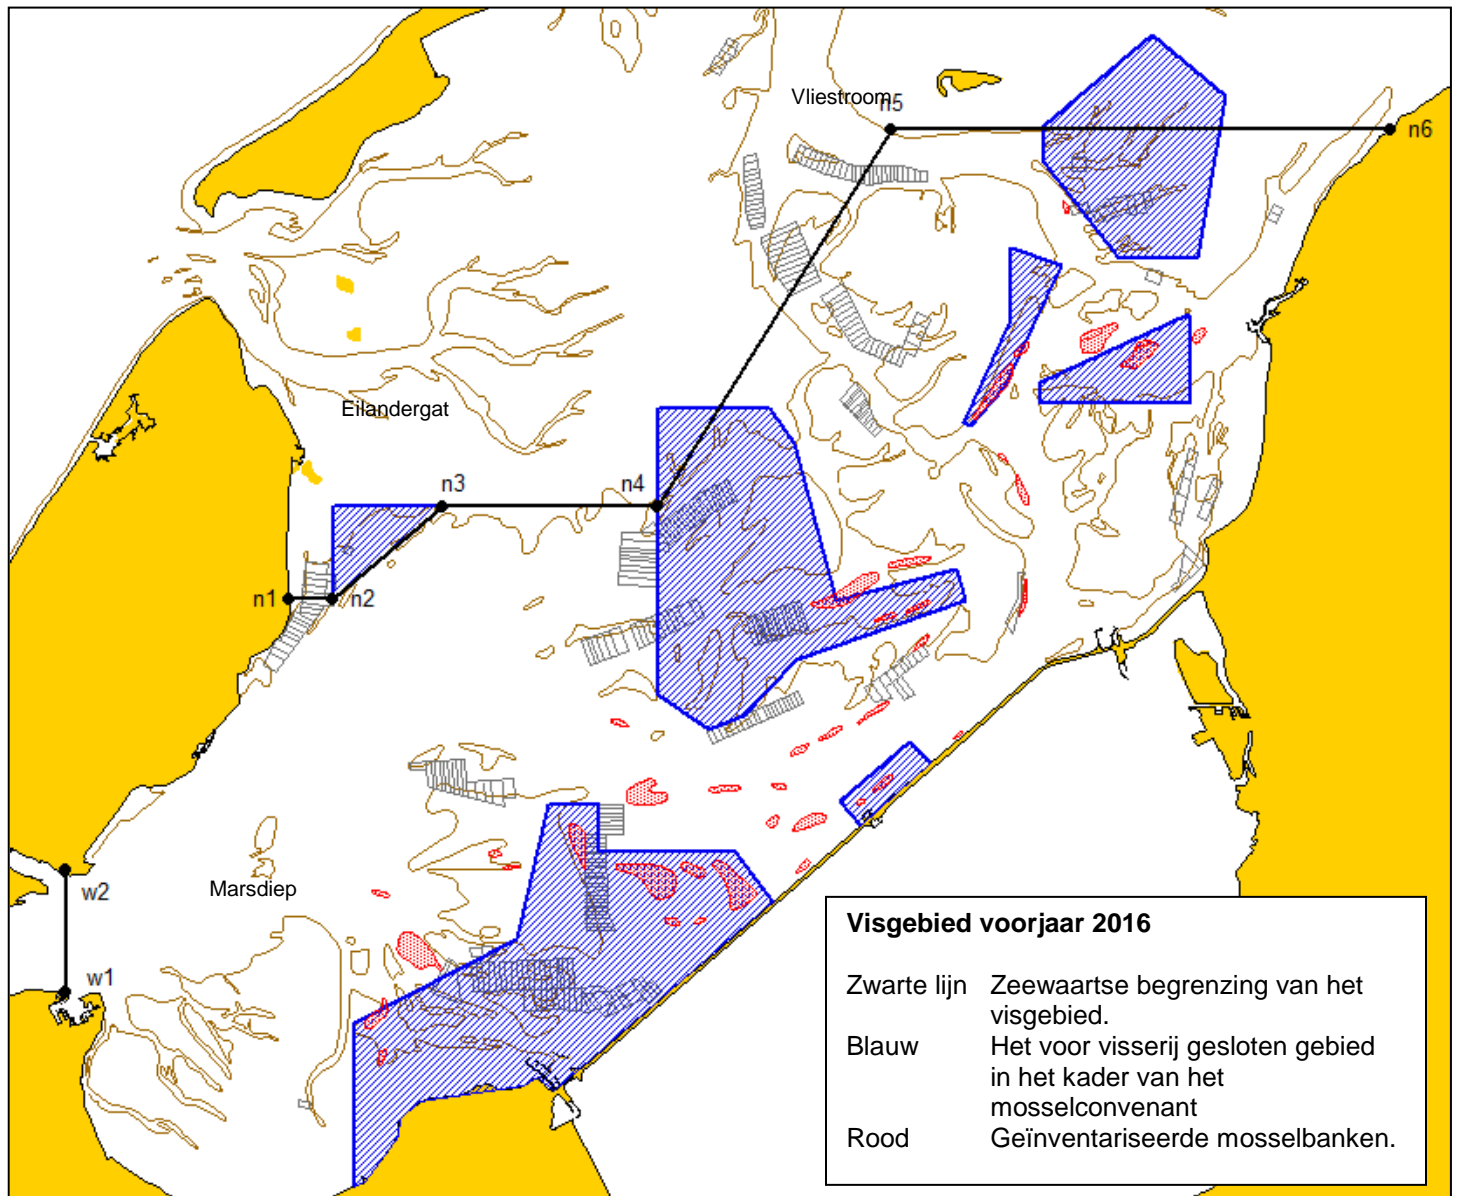 Vliestroom
n5
n6
Eilandergat
n3
n4
n1
n2
w2
Marsdiep
w1
Visgebied voorjaar 2016
Zwarte lijn Zeewaartse begrenzing van het
visgebied.
Blauw Het voor visserij gesloten gebied
in het kader van het
mosselconvenant
Rood Geïnventariseerde mosselbanken.